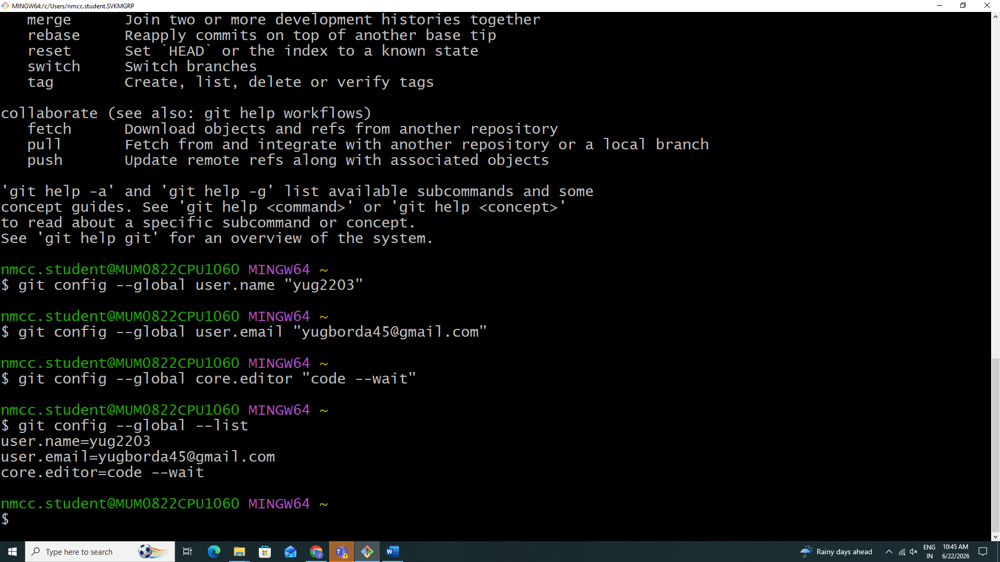 MINGW64:/c/Users/nmcc.student.SVKMGRP
merge Join two or more development histories together
rebase Reapply commits on top of another base tip
reset Set `HEAD` or the index to a known state
switch Switch branches
tag Create, list, delete or verify tags
collaborate (see also: git help workflows)
fetch Download objects and refs from another repository
pull Fetch from and integrate with another repository or a local branch
push Update remote refs along with associated objects
'git help -a' and 'git help -g' list available subcommands and some
concept guides. See 'git help <command>' or 'git help <concept>'
to read about a specific subcommand or concept.
See 'git help git' for an overview of the system.
nmcc.student@MUM0822CPU1060 MINGW64 ~
$ git config --global user.name "yug2203"
nmcc.student@MUM0822CPU1060 MINGW64 ~
$ git config --global user.email "yugborda45@gmail.com"
nmcc.student@MUM0822CPU1060 MINGW64 ~
$ git config --global core.editor "code --wait"
nmcc.student@MUM0822CPU1060 MINGW64 ~
$ git config --global --list
user.name=yug2203
user.email=yugborda45@gmail.com
core.editor=code --wait
nmcc.student@MUM0822CPU1060 MINGW64 ~
$
Type here to search
Rainy days ahead
ENG
IN
10:45 AM
6/22/2026